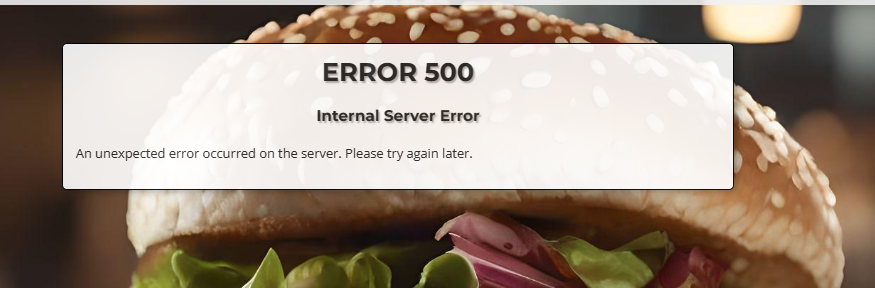 ERROR 500
Internal Server Error
An unexpected error occurred on the server. Please try again later.